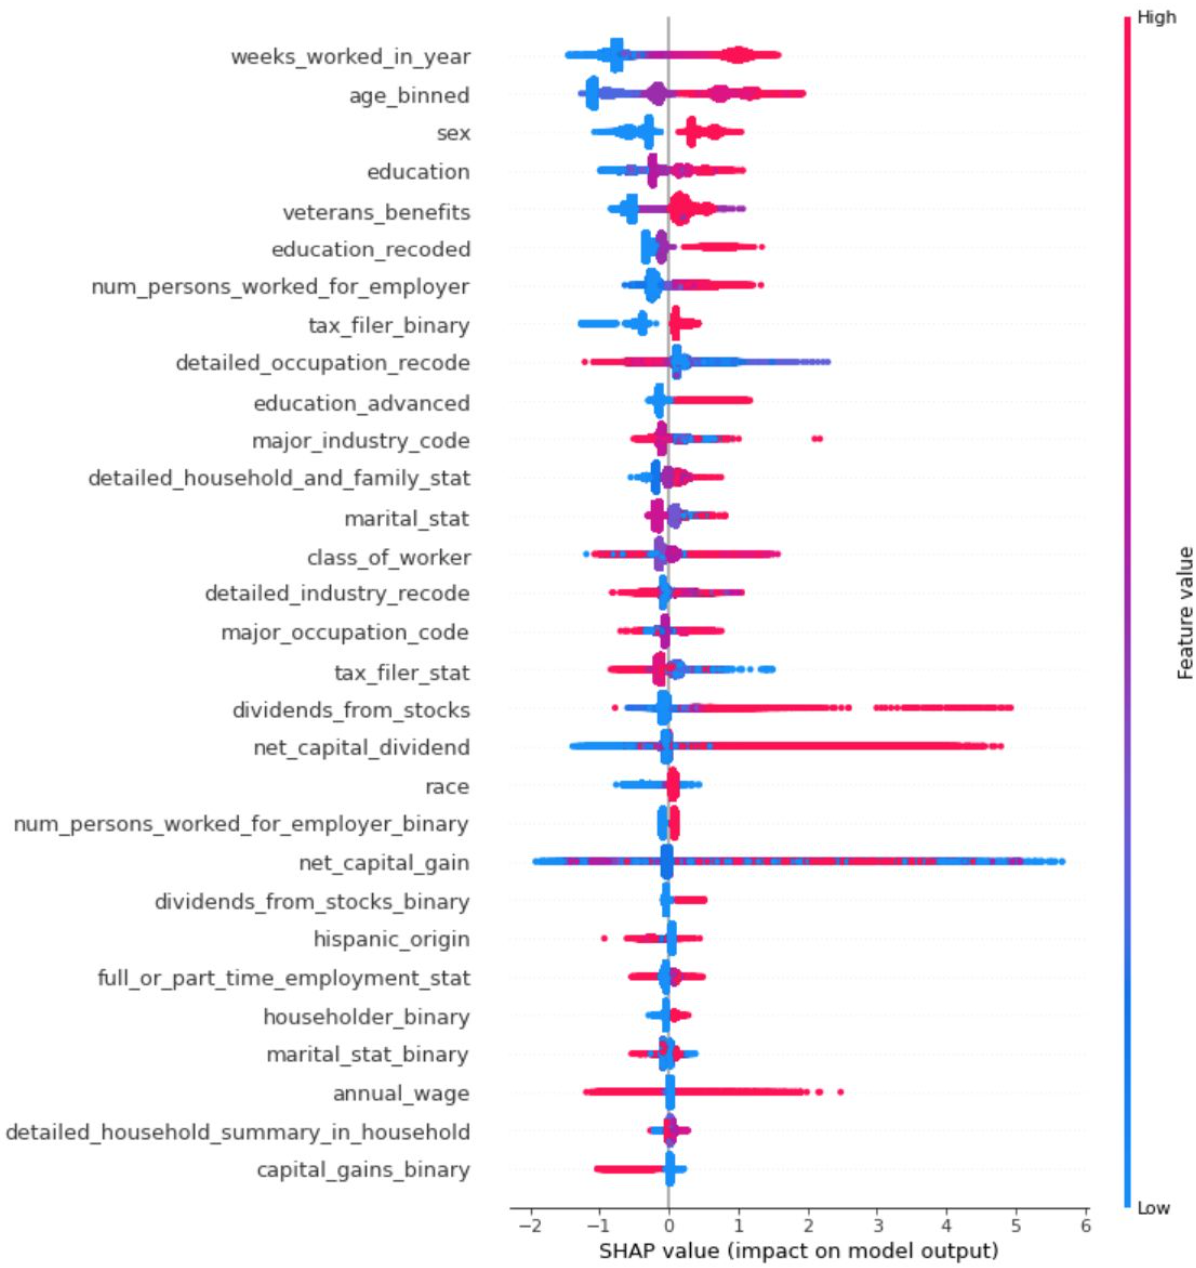 High
weeks_worked_in_year
age_binned
sex
education
veterans_benefits
education_recoded
num_persons_worked_for_employer
tax_filer_binary
detailed_occupation_recode
education_advanced
major_industry_code
detailed_household_and_family_stat
marital_stat
class_of_worker
detailed_industry_recode
major_occupation_code
tax_filer_stat
dividends_from_stocks
net_capital_dividend
race
num_persons_worked_for_employer_binary
net_capital_gain
dividends_from_stocks_binary
hispanic_origin
full_or_part_time_employment_stat
householder_binary
marital_stat_binary
annual_wage
detailed_household_summary_in_household
capital_gains_binary
Feature value
Low
−2 −1 0 1 2 3 4 5 6
SHAP value (impact on model output)